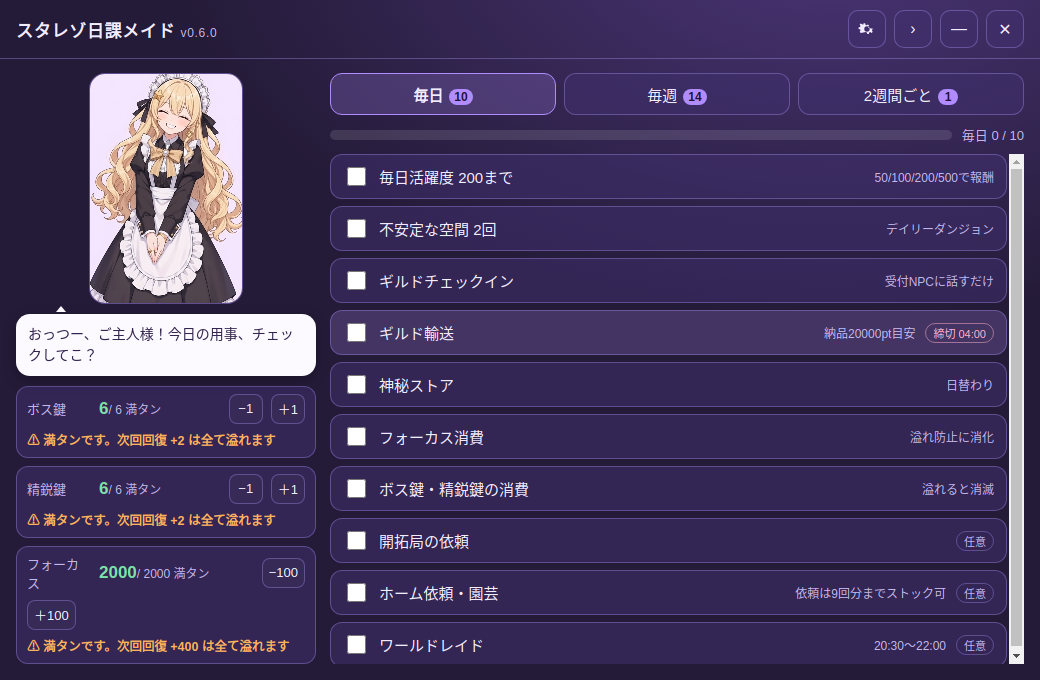 スタレゾ日課メイド v0.6.0
› — ✕
毎日 10
毎週 14
2週間ごと 1
毎日 0 / 10
おっつー、ご主人様！今日の用事、チェッ
クしてこ？
ボス鍵 6/ 6 満タン −1 ＋1
⚠ 満タンです。次回回復 +2 は全て溢れます
精鋭鍵 6/ 6 満タン −1 ＋1
⚠ 満タンです。次回回復 +2 は全て溢れます
フォーカ
ス
2000/ 2000 満タン −100
＋100
⚠ 満タンです。次回回復 +400 は全て溢れます
毎日活躍度 200まで 50/100/200/500で報酬
不安定な空間 2回 デイリーダンジョン
ギルドチェックイン 受付NPCに話すだけ
ギルド輸送 納品20000pt目安 締切 04:00
神秘ストア 日替わり
フォーカス消費 溢れ防止に消化
ボス鍵・精鋭鍵の消費 溢れると消滅
開拓局の依頼 任意
ホーム依頼・園芸 依頼は9回分までストック可 任意
ワールドレイド 20:30〜22:00 任意